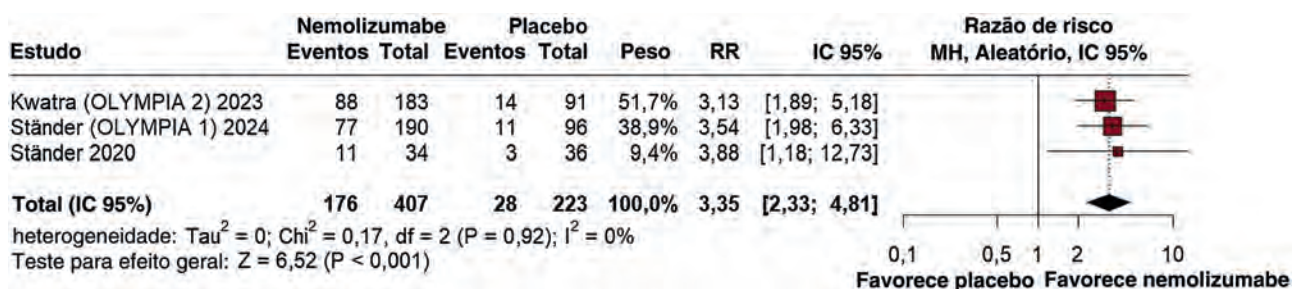 Nemolizumabe Placebo Razão de risco
Estudo Eventos Total Eventos Total Peso RR IC 95% MH, Aleatório, IC 95%
Kwatra (OLYMPIA 2) 2023 88 183 14 91 51,7% 3,13 [1,89; 5,18]
Ständer (OLYMPIA 1) 2024 77 190 11 96 38,9% 3,54 [1,98; 6,33]
Ständer 2020 11 34 3 36 9,4% 3,88 [1,18; 12,73]
Total (IC 95%) 176 407 28 223 100,0% 3,35 [2,33; 4,81]
heterogeneidade: Tau² = 0; Chi² = 0,17, df = 2 (P = 0,92); I² = 0%
Teste para efeito geral: Z = 6,52 (P < 0,001)
0,1 0,5 1 2 10
Favorece placebo Favorece nemolizumabe